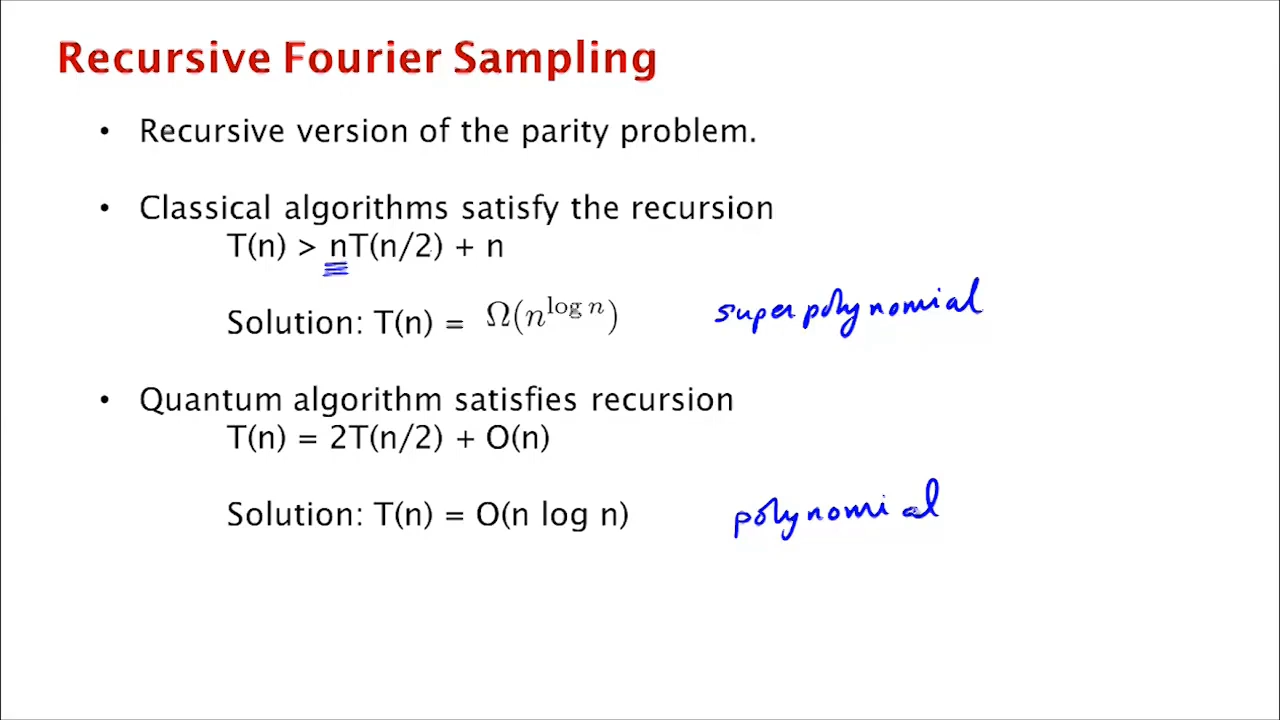 Recursive Fourier Sampling
• Recursive version of the parity problem.
• Classical algorithms satisfy the recursion
T(n) > nT(n/2) + n
Solution: T(n) = Ω(n^{log n}) superpolynomial
• Quantum algorithm satisfies recursion
T(n) = 2T(n/2) + O(n)
Solution: T(n) = O(n log n) polynomial